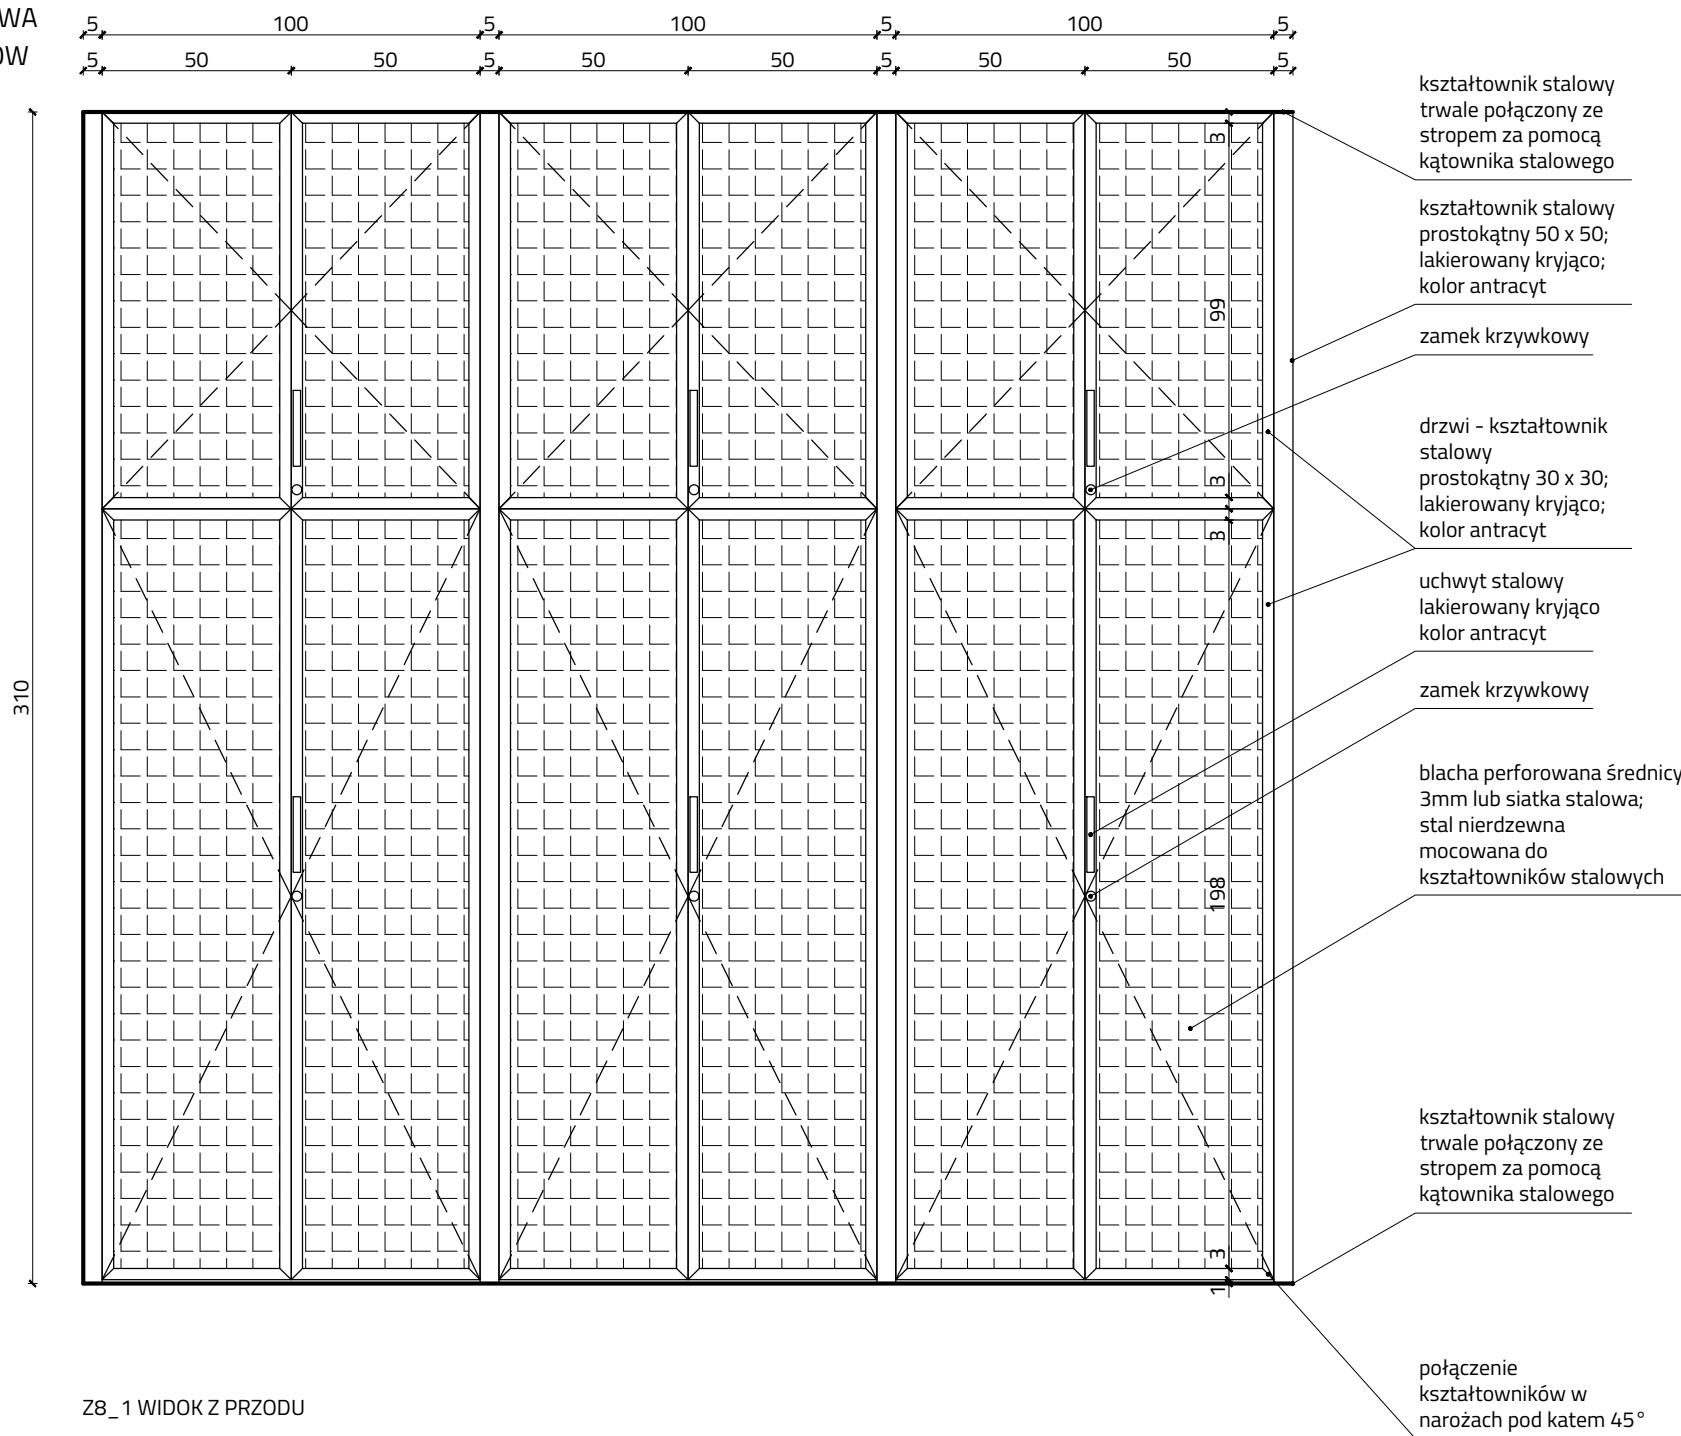 WA
ÓW
5 100 5 100 5 100 5
5 50 50 5 50 50 5 50 50 5
310
3
99
3
3
198
3
1
kształtownik stalowy
trwale połączony ze
stropem za pomocą
kątownika stalowego
kształtownik stalowy
prostokątny 50 x 50;
lakierowany kryjąco;
kolor antracyt
zamek krzywkowy
drzwi - kształtownik
stalowy
prostokątny 30 x 30;
lakierowany kryjąco;
kolor antracyt
uchwyt stalowy
lakierowany kryjąco
kolor antracyt
zamek krzywkowy
blacha perforowana średnicy
3mm lub siatka stalowa;
stal nierdzewna
mocowana do
kształtowników stalowych
kształtownik stalowy
trwale połączony ze
stropem za pomocą
kątownika stalowego
połączenie
kształtowników w
narożach pod katem 45°
Z8_1 WIDOK Z PRZODU